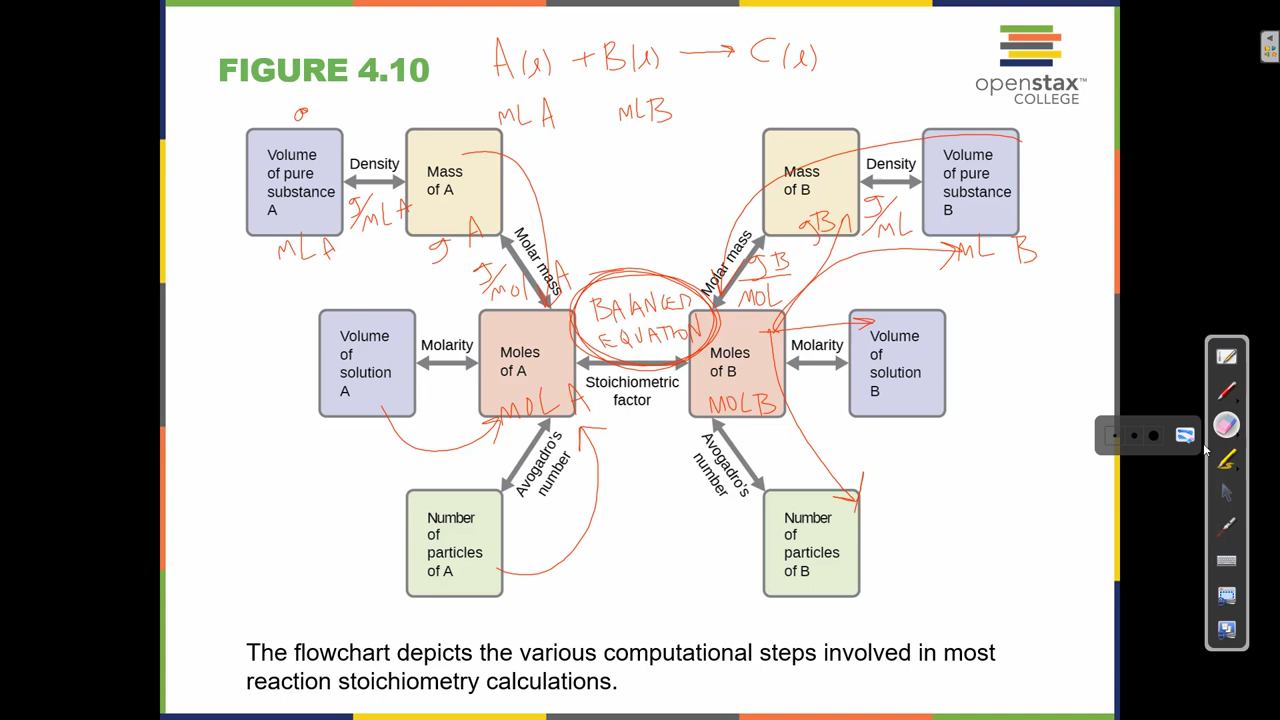 FIGURE 4.10
A(l) + B(l) → C(l)
mL A mL B
openstax™
COLLEGE
Volume
of pure
substance
A
Density
g/mL A
Mass
of A
mL A
g A
Molar mass
g/mol A
Mass
of B
g B
Density
g/mL
Volume
of pure
substance
B
mL B
Molar mass
g B
MOL
BALANCED
EQUATION
Volume
of
solution
A
Molarity
Moles
of A
MOL A
Stoichiometric
factor
Moles
of B
MOL B
Molarity
Volume
of
solution
B
Avogadro's
number
Avogadro's
number
Number
of
particles
of A
Number
of
particles
of B
The flowchart depicts the various computational steps involved in most
reaction stoichiometry calculations.